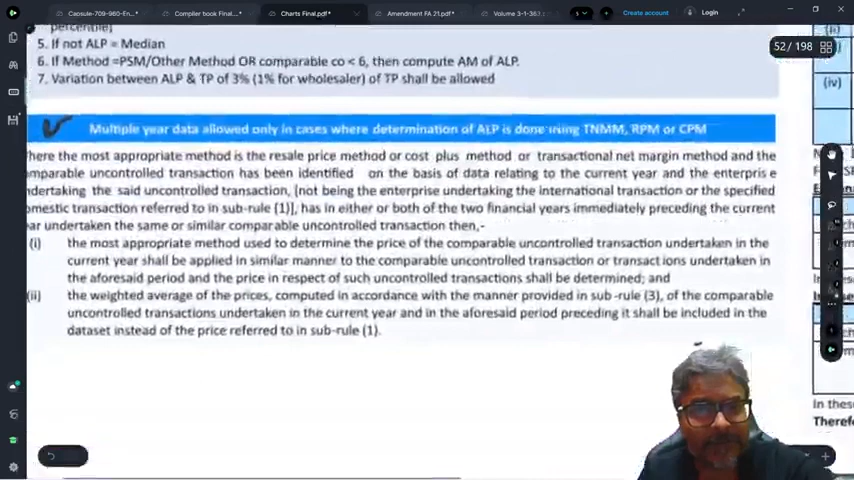 Capsule-709-960-En...*
Compiler book Final....*
Charts Final.pdf*
Amendment FA 21.pdf*
Volume 3-1-363.
5
Create account
Login
52 / 198
percentile]
5. If not ALP = Median
6. If Method =PSM/Other Method OR comparable co < 6, then compute AM of ALP.
7. Variation between ALP & TP of 3% (1% for wholesaler) of TP shall be allowed
Multiple year data allowed only in cases where determination of ALP is done using TNMM, RPM or CPM
here the most appropriate method is the resale price method or cost plus method or transactional net margin method and the
mparable uncontrolled transaction has been identified on the basis of data relating to the current year and the enterprise
ndertaking the said uncontrolled transaction, [not being the enterprise undertaking the international transaction or the specified
omestic transaction referred to in sub-rule (1)], has in either or both of the two financial years immediately preceding the current
ar undertaken the same or similar comparable uncontrolled transaction then,-
(i) the most appropriate method used to determine the price of the comparable uncontrolled transaction undertaken in the
current year shall be applied in similar manner to the comparable uncontrolled transaction or transactions undertaken in
the aforesaid period and the price in respect of such uncontrolled transactions shall be determined; and
(ii) the weighted average of the prices, computed in accordance with the manner provided in sub-rule (3), of the comparable
uncontrolled transactions undertaken in the current year and in the aforesaid period preceding it shall be included in the
dataset instead of the price referred to in sub-rule (1).
(iv)
In these
Theref